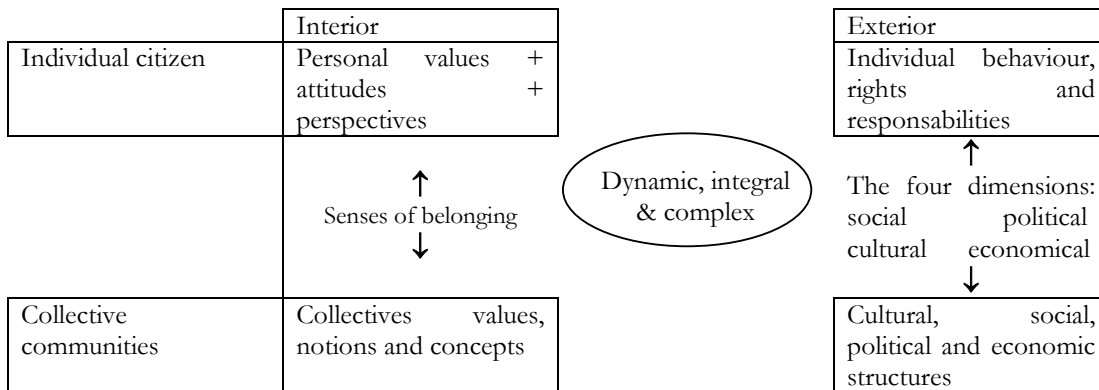 Interior
Exterior
Individual citizen
Personal values +
attitudes +
perspectives
Individual behaviour,
rights and
responsabilities
Senses of belonging
Dynamic, integral
& complex
The four dimensions:
social political
cultural economical
Collective
communities
Collectives values,
notions and concepts
Cultural, social,
political and economic
structures